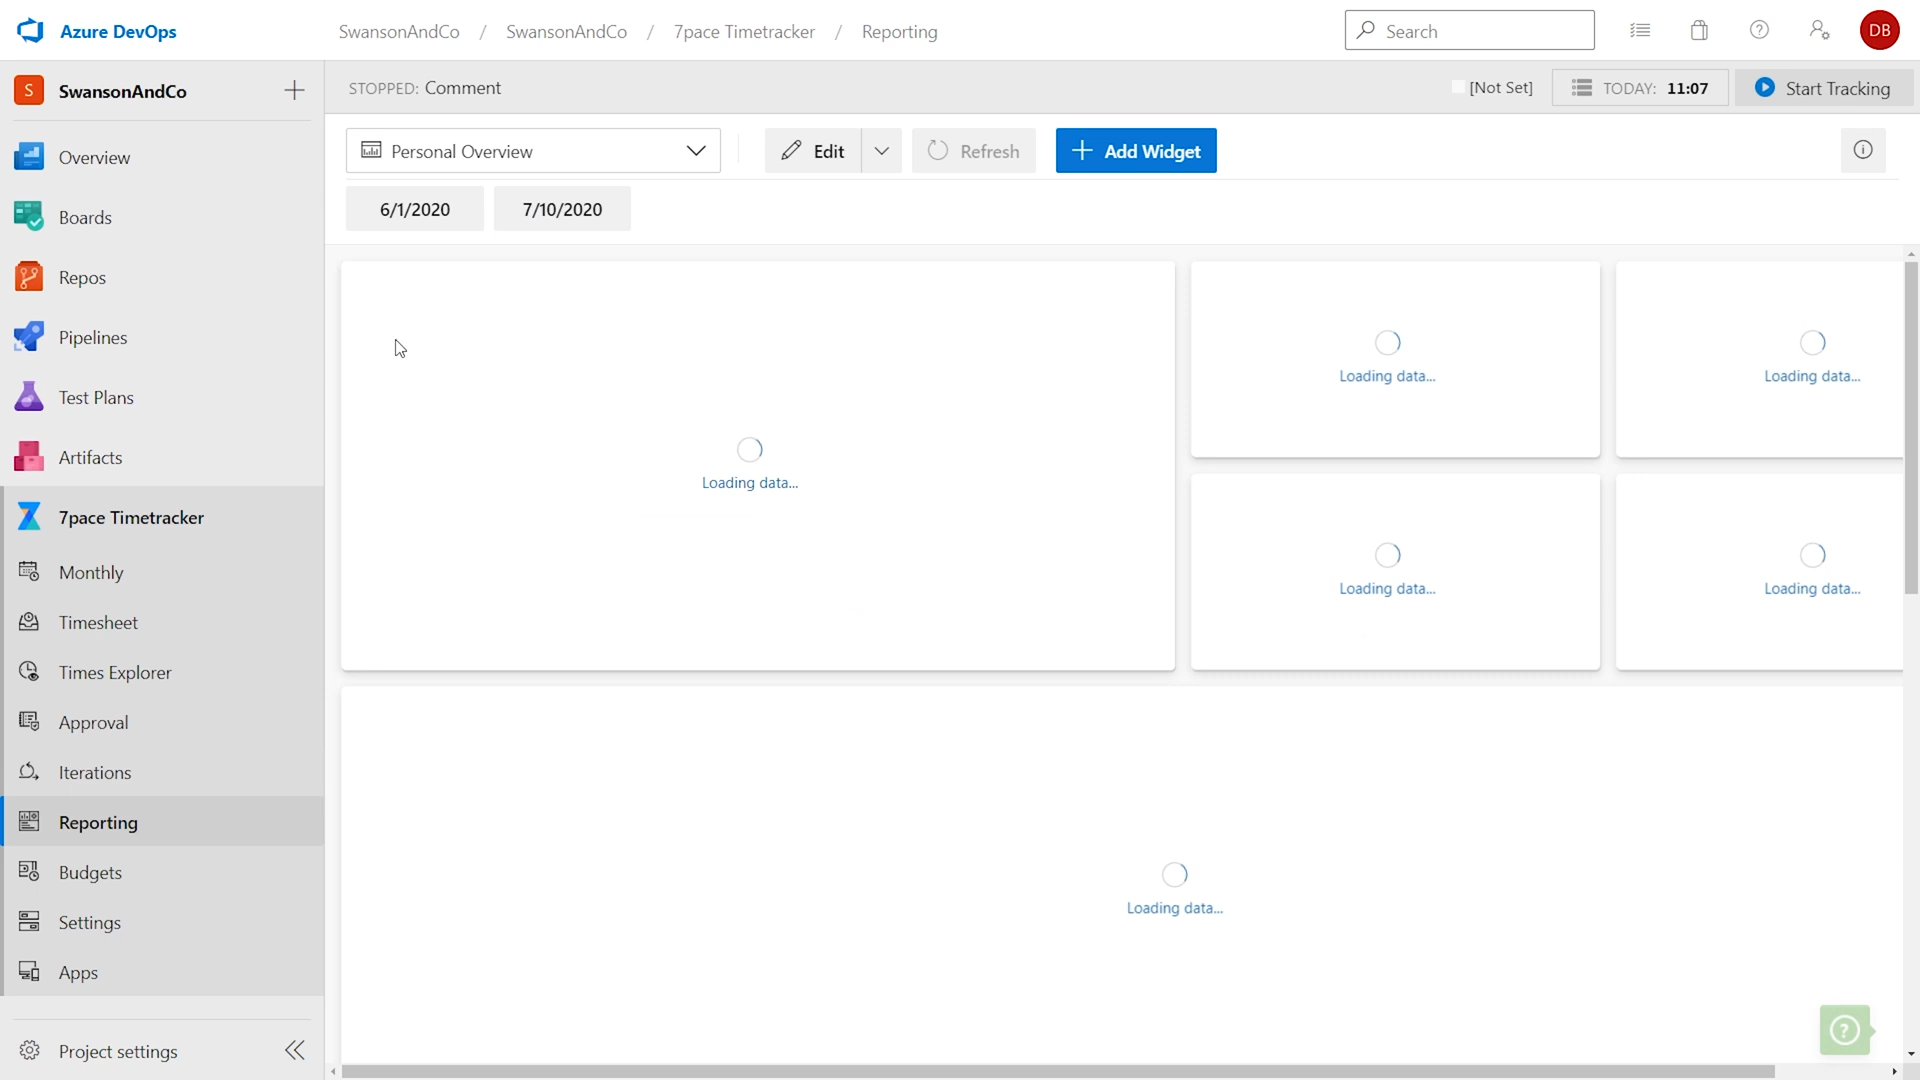 Azure DevOps
SwansonAndCo / SwansonAndCo / 7pace Timetracker / Reporting
Search
DB
S SwansonAndCo
STOPPED: Comment
[Not Set]
TODAY: 11:07
Start Tracking
Overview
Boards
Repos
Pipelines
Test Plans
Artifacts
7pace Timetracker
Monthly
Timesheet
Times Explorer
Approval
Iterations
Reporting
Budgets
Settings
Apps
Project settings
Personal Overview
Edit
Refresh
Add Widget
6/1/2020
7/10/2020
Loading data...
Loading data...
Loading data...
Loading data...
Loading data...
Loading data...